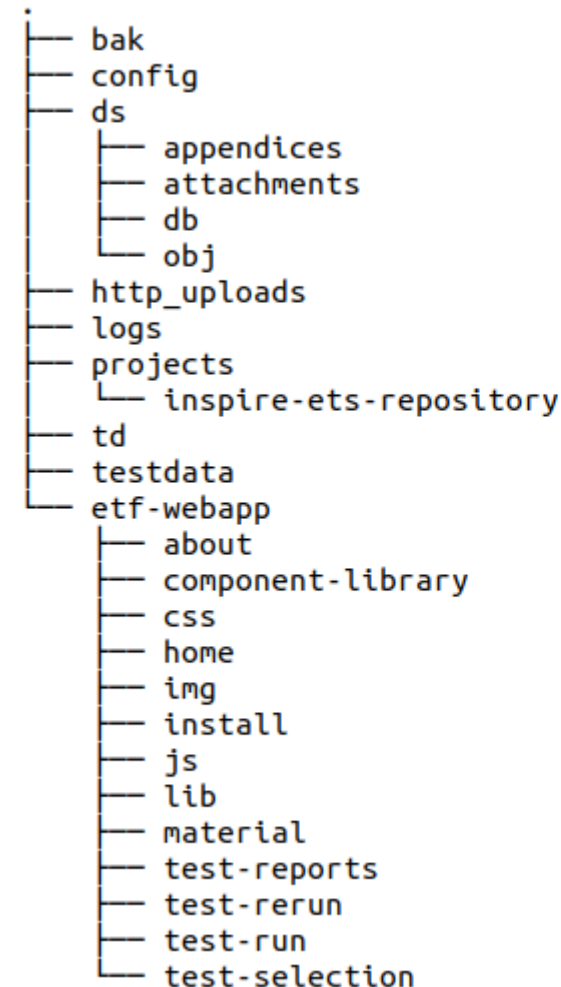 .
├── bak
├── config
├── ds
│   ├── appendices
│   ├── attachments
│   ├── db
│   └── obj
├── http_uploads
├── logs
├── projects
│   └── inspire-ets-repository
├── td
├── testdata
└── etf-webapp
    ├── about
    ├── component-library
    ├── css
    ├── home
    ├── img
    ├── install
    ├── js
    ├── lib
    ├── material
    ├── test-reports
    ├── test-rerun
    ├── test-run
    └── test-selection